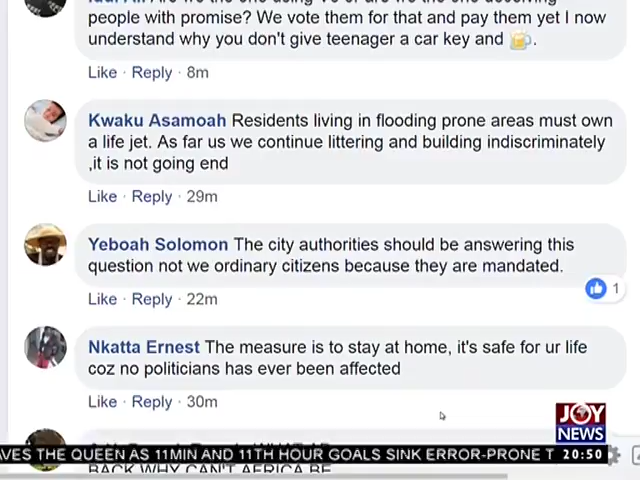 people with promise? We vote them for that and pay them yet I now
understand why you don't give teenager a car key and 🍺.
Like · Reply · 8m
Kwaku Asamoah Residents living in flooding prone areas must own
a life jet. As far us we continue littering and building indiscriminately
,it is not going end
Like · Reply · 29m
Yeboah Solomon The city authorities should be answering this
question not we ordinary citizens because they are mandated.
1
Like · Reply · 22m
Nkatta Ernest The measure is to stay at home, it's safe for ur life
coz no politicians has ever been affected
Like · Reply · 30m
JOY
NEWS
AVES THE QUEEN AS 11MIN AND 11TH HOUR GOALS SINK ERROR-PRONE T 20:50
BACK WHY CAN'T AFRICA BE